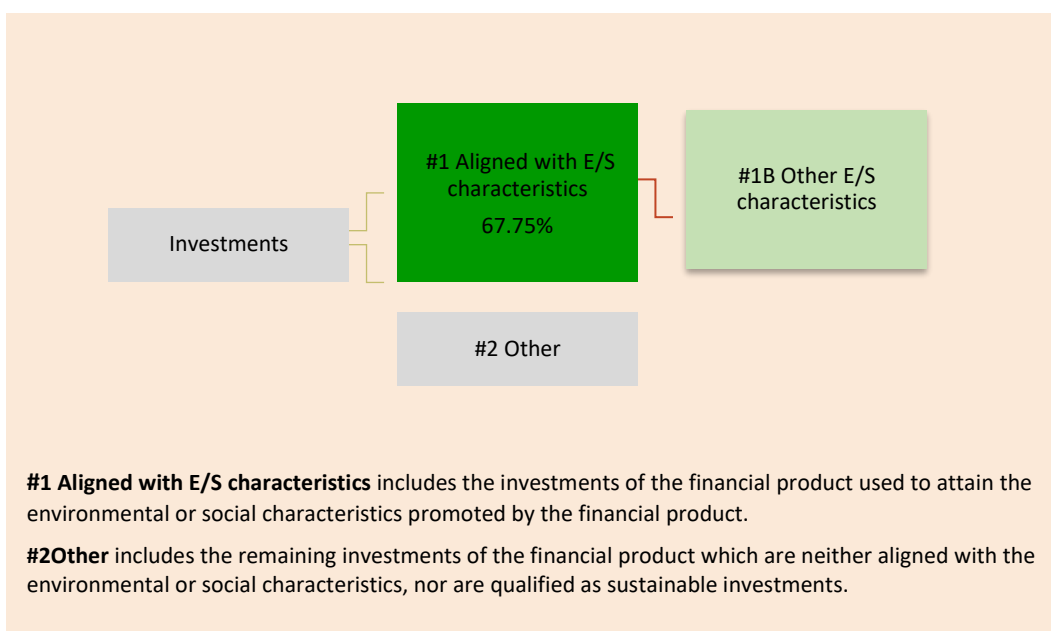 #1 Aligned with E/S
characteristics
67.75%
#1B Other E/S
characteristics
Investments
#2 Other
#1 Aligned with E/S characteristics includes the investments of the financial product used to attain the
environmental or social characteristics promoted by the financial product.
#2Other includes the remaining investments of the financial product which are neither aligned with the
environmental or social characteristics, nor are qualified as sustainable investments.